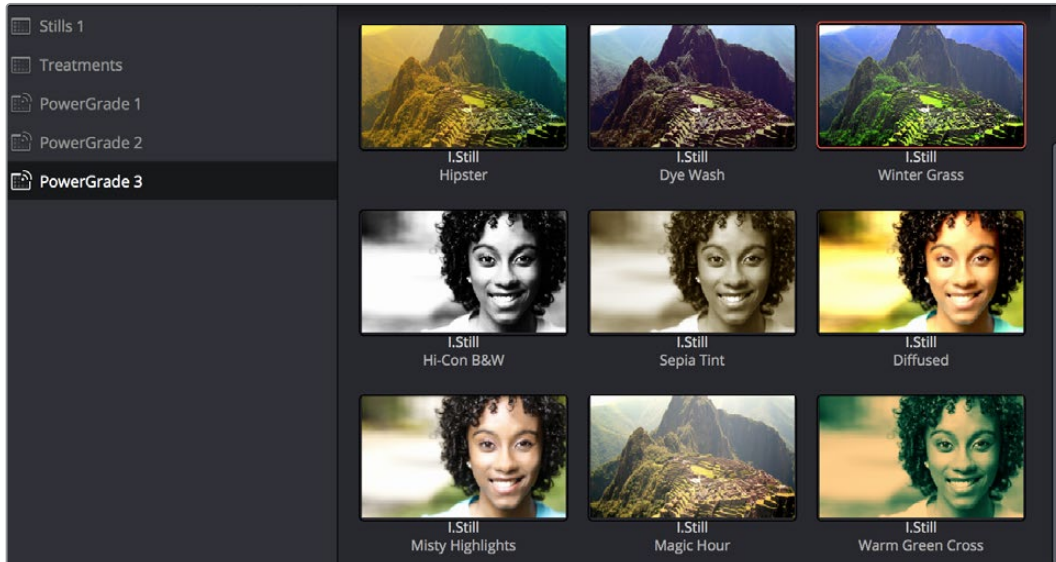 Stills 1
Treatments
PowerGrade 1
PowerGrade 2
PowerGrade 3
I.Still
Hipster
I.Still
Dye Wash
I.Still
Winter Grass
I.Still
Hi-Con B&W
I.Still
Sepia Tint
I.Still
Diffused
I.Still
Misty Highlights
I.Still
Magic Hour
I.Still
Warm Green Cross